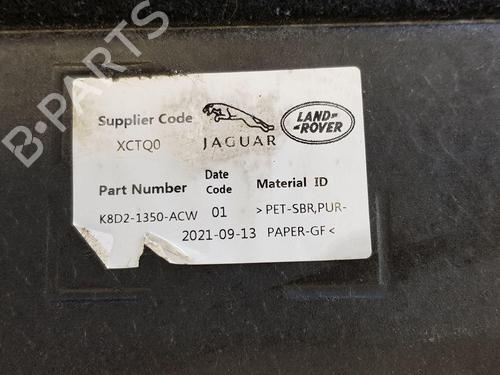 B-PARTS
Supplier Code
XCTQ0
JAGUAR
LAND-
ROVER
Part Number
Date
Code
Material ID
K8D2-1350-ACW
01
>PET-SBR,PUR-
2021-09-13
PAPER-GF<